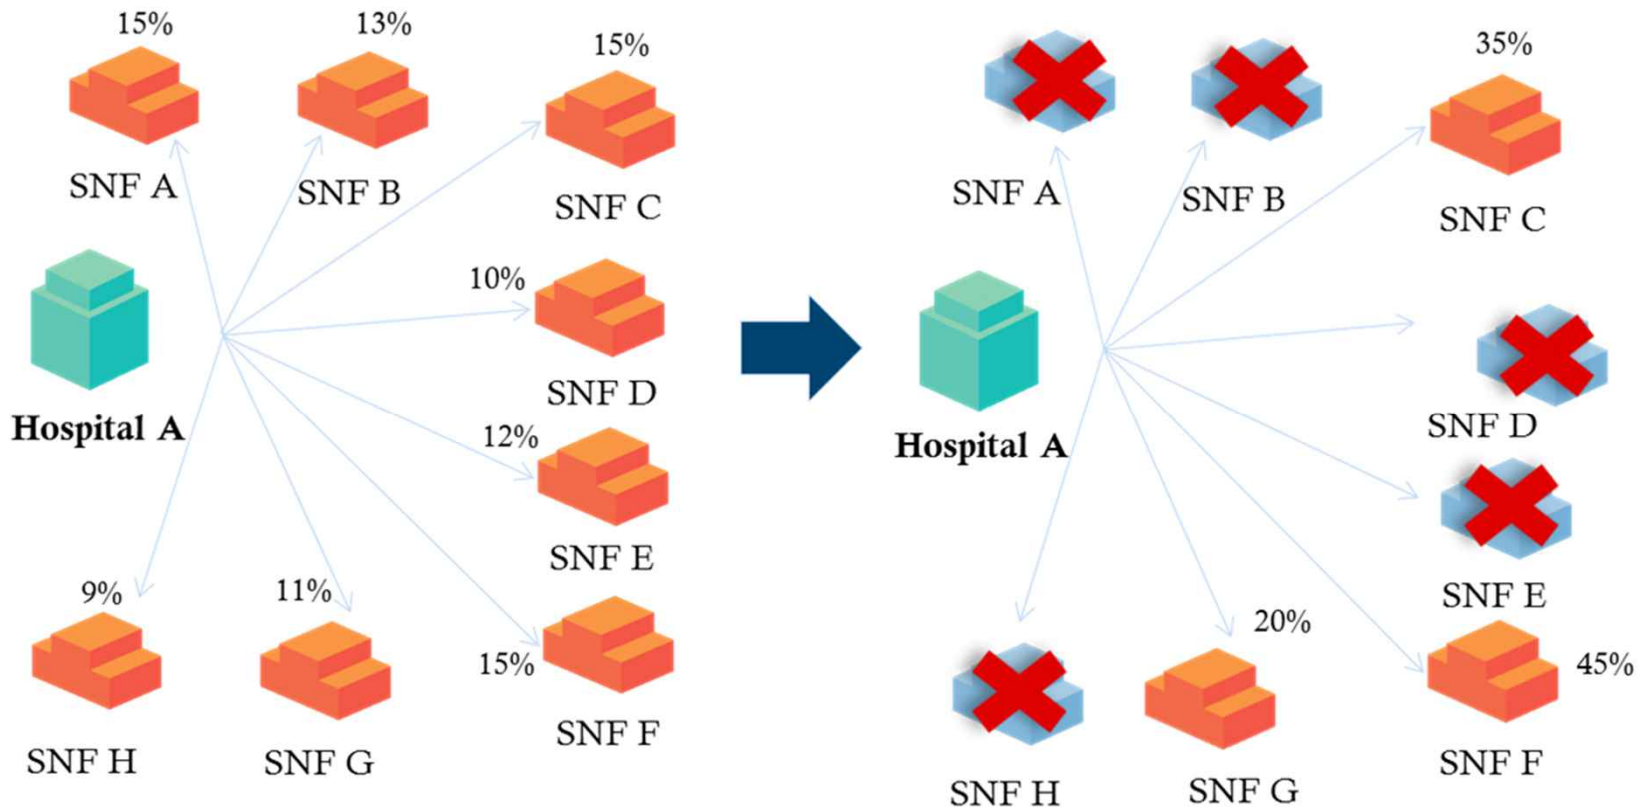 15%
SNF A
13%
SNF B
15%
SNF C
10%
SNF D
12%
SNF E
15%
SNF F
11%
SNF G
9%
SNF H
Hospital A
SNF A
SNF B
35%
SNF C
SNF D
SNF E
45%
SNF F
20%
SNF G
SNF H
Hospital A